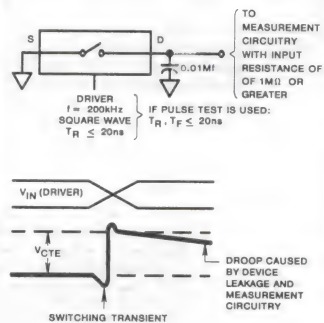 TO
MEASUREMENT
CIRCUITRY
WITH INPUT
RESISTANCE OF
OF 1MΩ OR
GREATER
S
D
0.01Mf
DRIVER
f = 200kHz
SQUARE WAVE
TR ≤ 20ns
IF PULSE TEST IS USED:
TR, TF ≤ 20ns
VIN (DRIVER)
VCTE
DROOP CAUSED
BY DEVICE
LEAKAGE AND
MEASUREMENT
CIRCUITRY
SWITCHING TRANSIENT